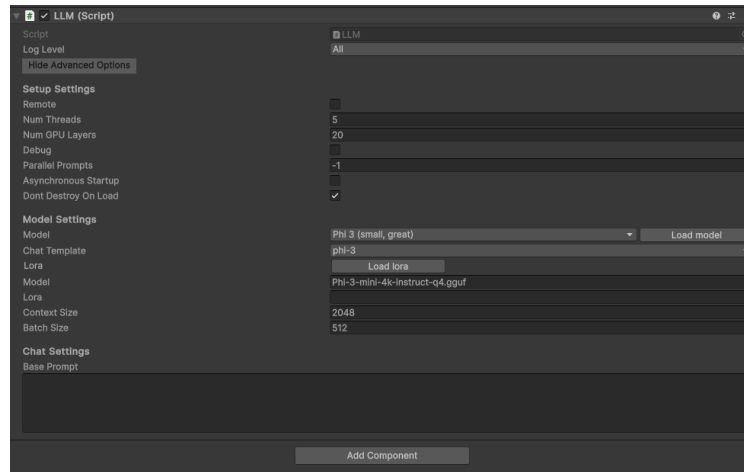 LLM (Script)
Script LLM
Log Level All
Hide Advanced Options
Setup Settings
Remote
Num Threads 5
Num GPU Layers 20
Debug
Parallel Prompts -1
Asynchronous Startup
Dont Destroy On Load
Model Settings
Model Phi 3 (small, great) Load model
Chat Template phi-3
Lora Load lora
Model Phi-3-mini-4k-instruct-q4.gguf
Lora
Context Size 2048
Batch Size 512
Chat Settings
Base Prompt
Add Component